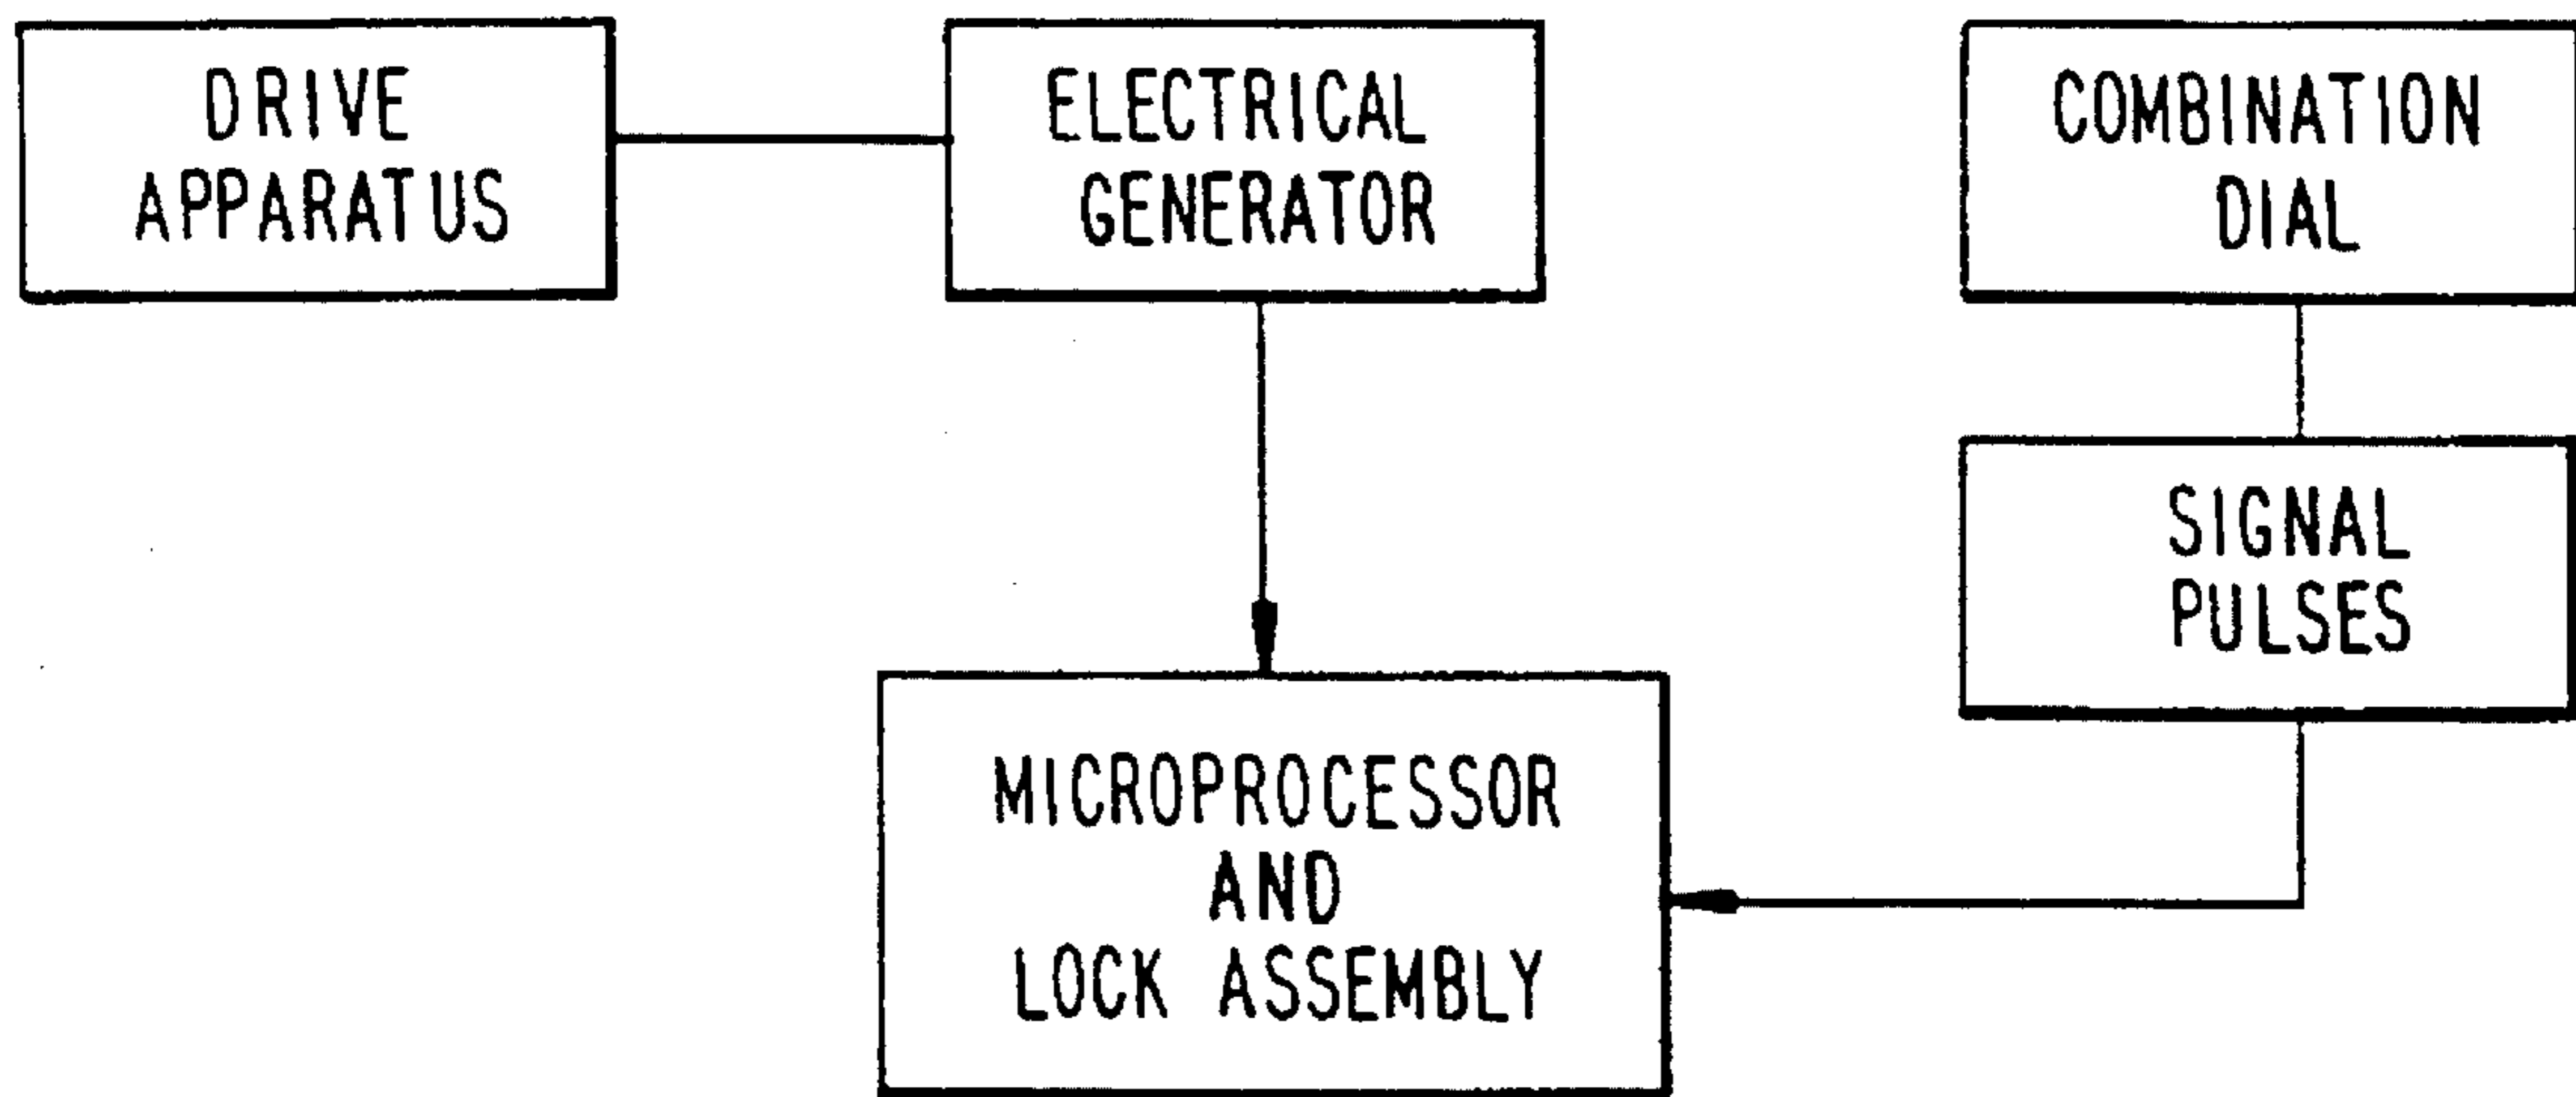 DRIVE
APPARATUS
ELECTRICAL
GENERATOR
COMBINATION
DIAL
SIGNAL
PULSES
MICROPROCESSOR
AND
LOCK ASSEMBLY